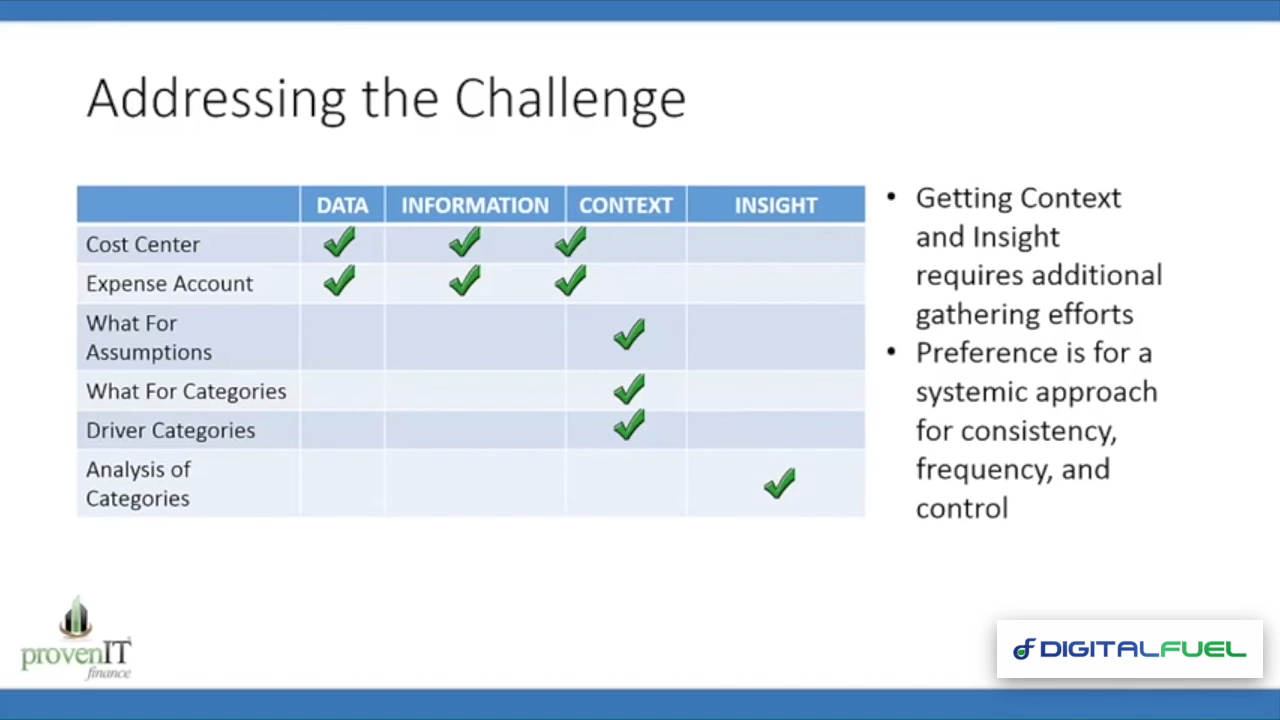 Addressing the Challenge
DATA INFORMATION CONTEXT INSIGHT
Cost Center
Expense Account
What For
Assumptions
What For Categories
Driver Categories
Analysis of
Categories
• Getting Context
and Insight
requires additional
gathering efforts
• Preference is for a
systemic approach
for consistency,
frequency, and
control
provenIT
finance
DIGITALFUEL